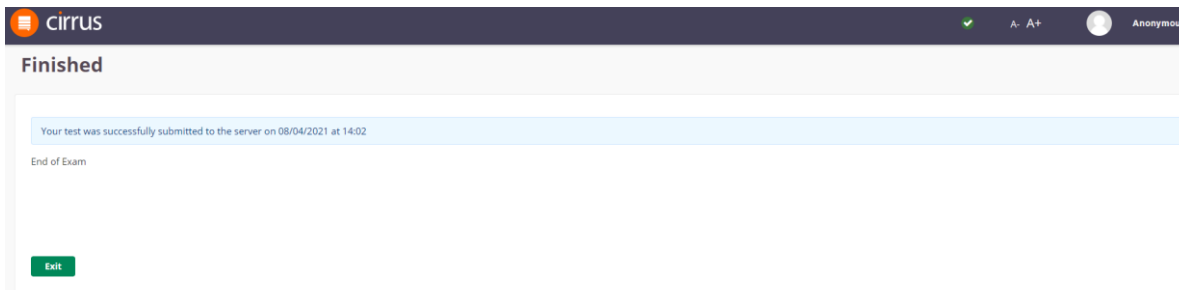 cirrus
A- A+
Anonymou
Finished
Your test was successfully submitted to the server on 08/04/2021 at 14:02
End of Exam
Exit